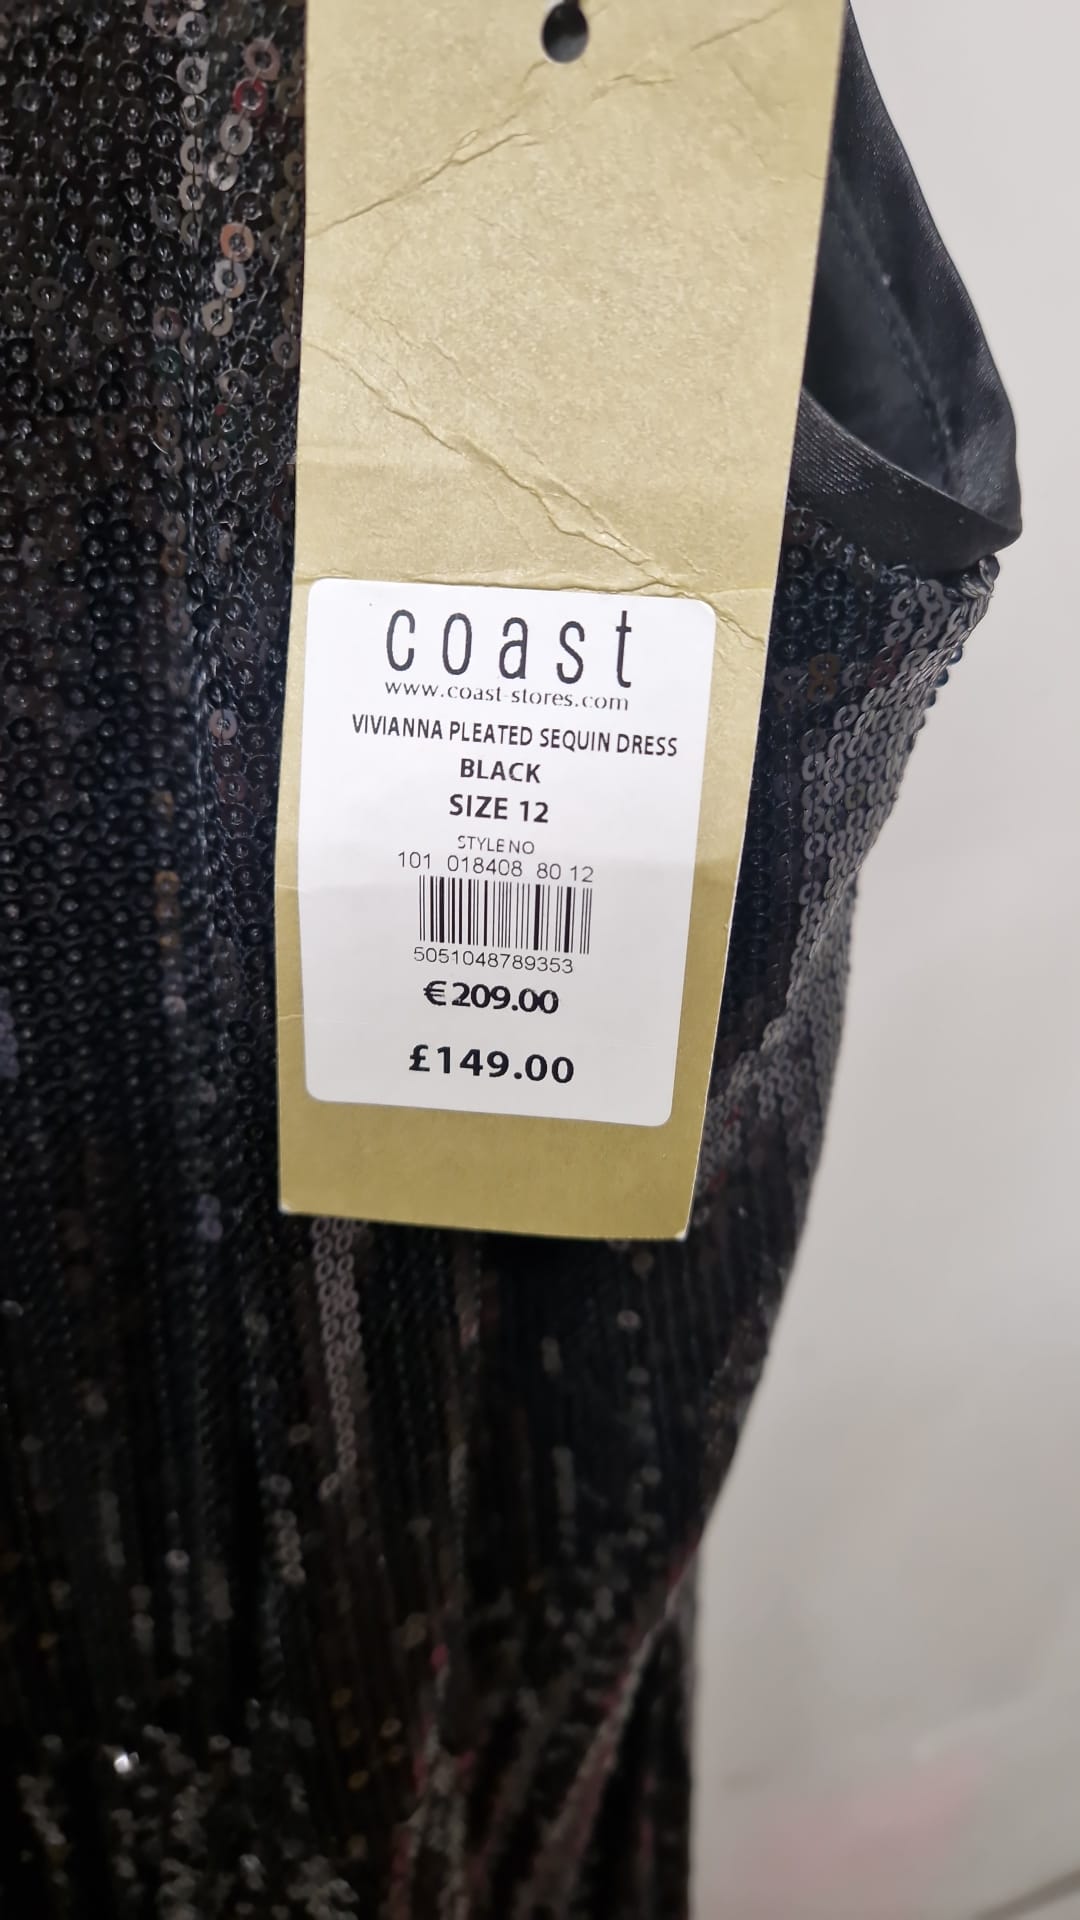 coast
www.coast-stores.com
VIVIANNA PLEATED SEQUIN DRESS
BLACK
SIZE 12
STYLE NO
101 018408 80 12
5051048789353
€209.00
£149.00